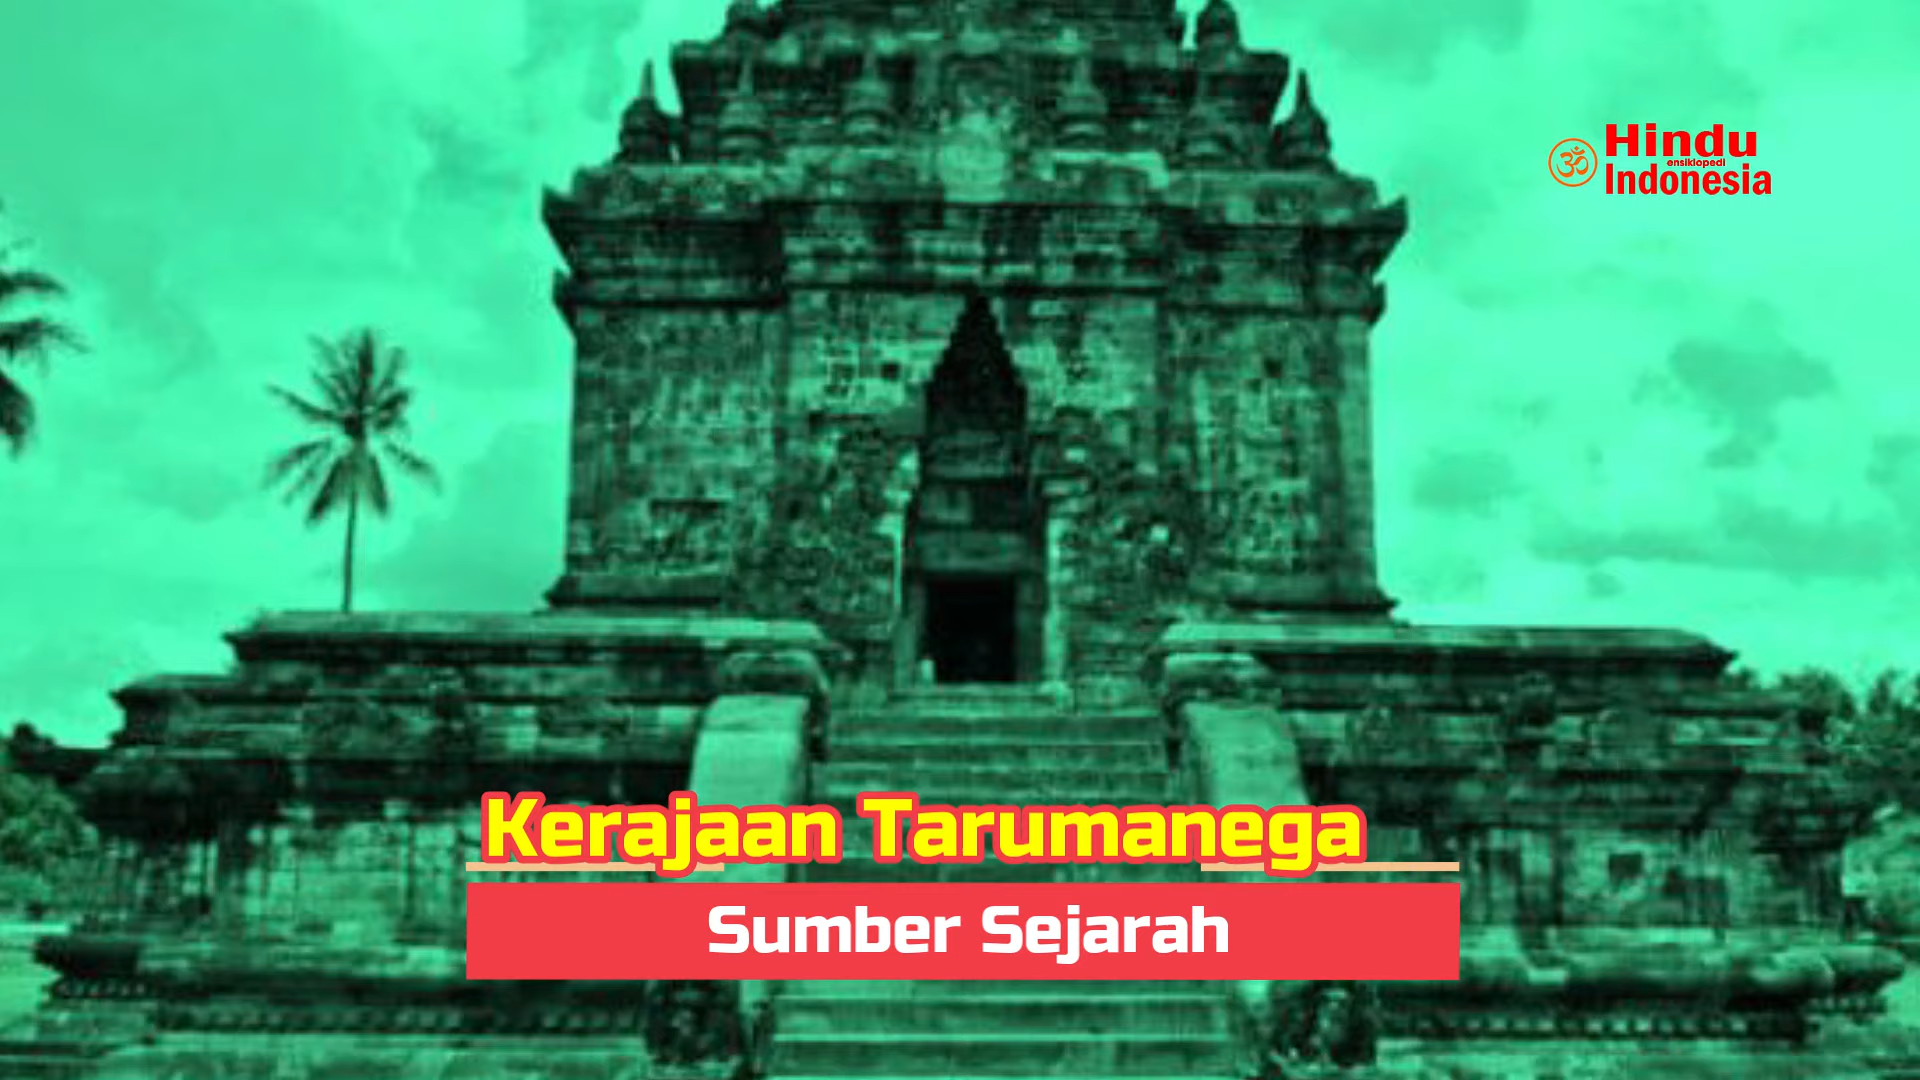 ॐ Hindu
ensiklopedi
Indonesia
Kerajaan Tarumanega
Sumber Sejarah